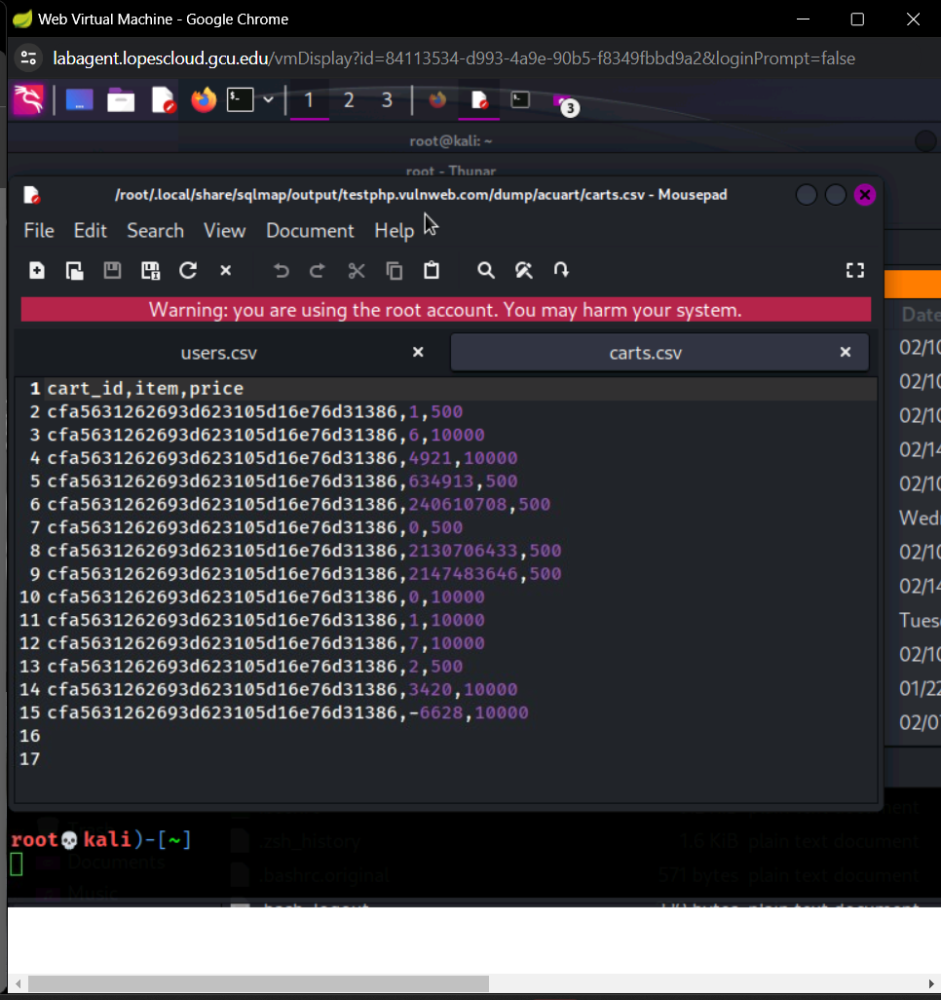 Web Virtual Machine - Google Chrome
labagent.lopescloud.gcu.edu/vmDisplay?id=84113534-d993-4a9e-90b5-f8349fbbd9a2&loginPrompt=false
1 2 3 3
root@kali: ~
root - Thunar
/root/.local/share/sqlmap/output/testphp.vulnweb.com/dump/acuart/carts.csv - Mousepad
File Edit Search View Document Help
Warning: you are using the root account. You may harm your system.
users.csv carts.csv
1 cart_id,item,price
2 cfa5631262693d623105d16e76d31386,1,500
3 cfa5631262693d623105d16e76d31386,6,10000
4 cfa5631262693d623105d16e76d31386,4921,10000
5 cfa5631262693d623105d16e76d31386,634913,500
6 cfa5631262693d623105d16e76d31386,240610708,500
7 cfa5631262693d623105d16e76d31386,0,500
8 cfa5631262693d623105d16e76d31386,2130706433,500
9 cfa5631262693d623105d16e76d31386,2147483646,500
10 cfa5631262693d623105d16e76d31386,0,10000
11 cfa5631262693d623105d16e76d31386,1,10000
12 cfa5631262693d623105d16e76d31386,7,10000
13 cfa5631262693d623105d16e76d31386,2,500
14 cfa5631262693d623105d16e76d31386,3420,10000
15 cfa5631262693d623105d16e76d31386,-6628,10000
16
17
Date
02/10
02/10
02/10
02/14
02/10
Wed
02/10
02/14
Tues
02/10
01/22
02/0
root💀kali)-[~]
.zsh_history 1.6 KiB plain text document
Documents
.bashrc.original 571 bytes plain text document
Music